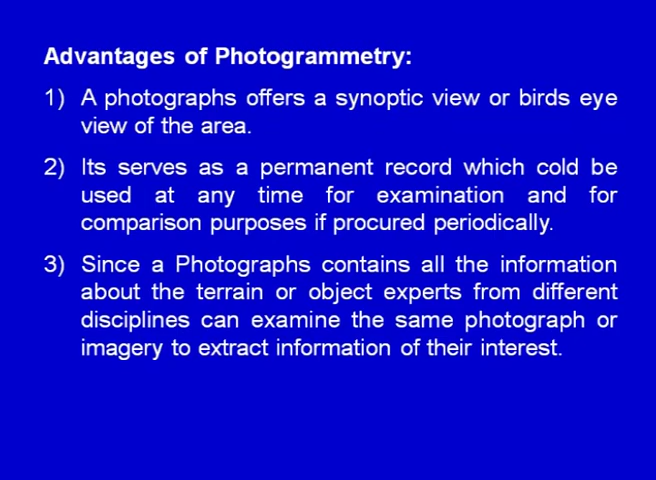 Advantages of Photogrammetry:
1) A photographs offers a synoptic view or birds eye
view of the area.
2) Its serves as a permanent record which cold be
used at any time for examination and for
comparison purposes if procured periodically.
3) Since a Photographs contains all the information
about the terrain or object experts from different
disciplines can examine the same photograph or
imagery to extract information of their interest.